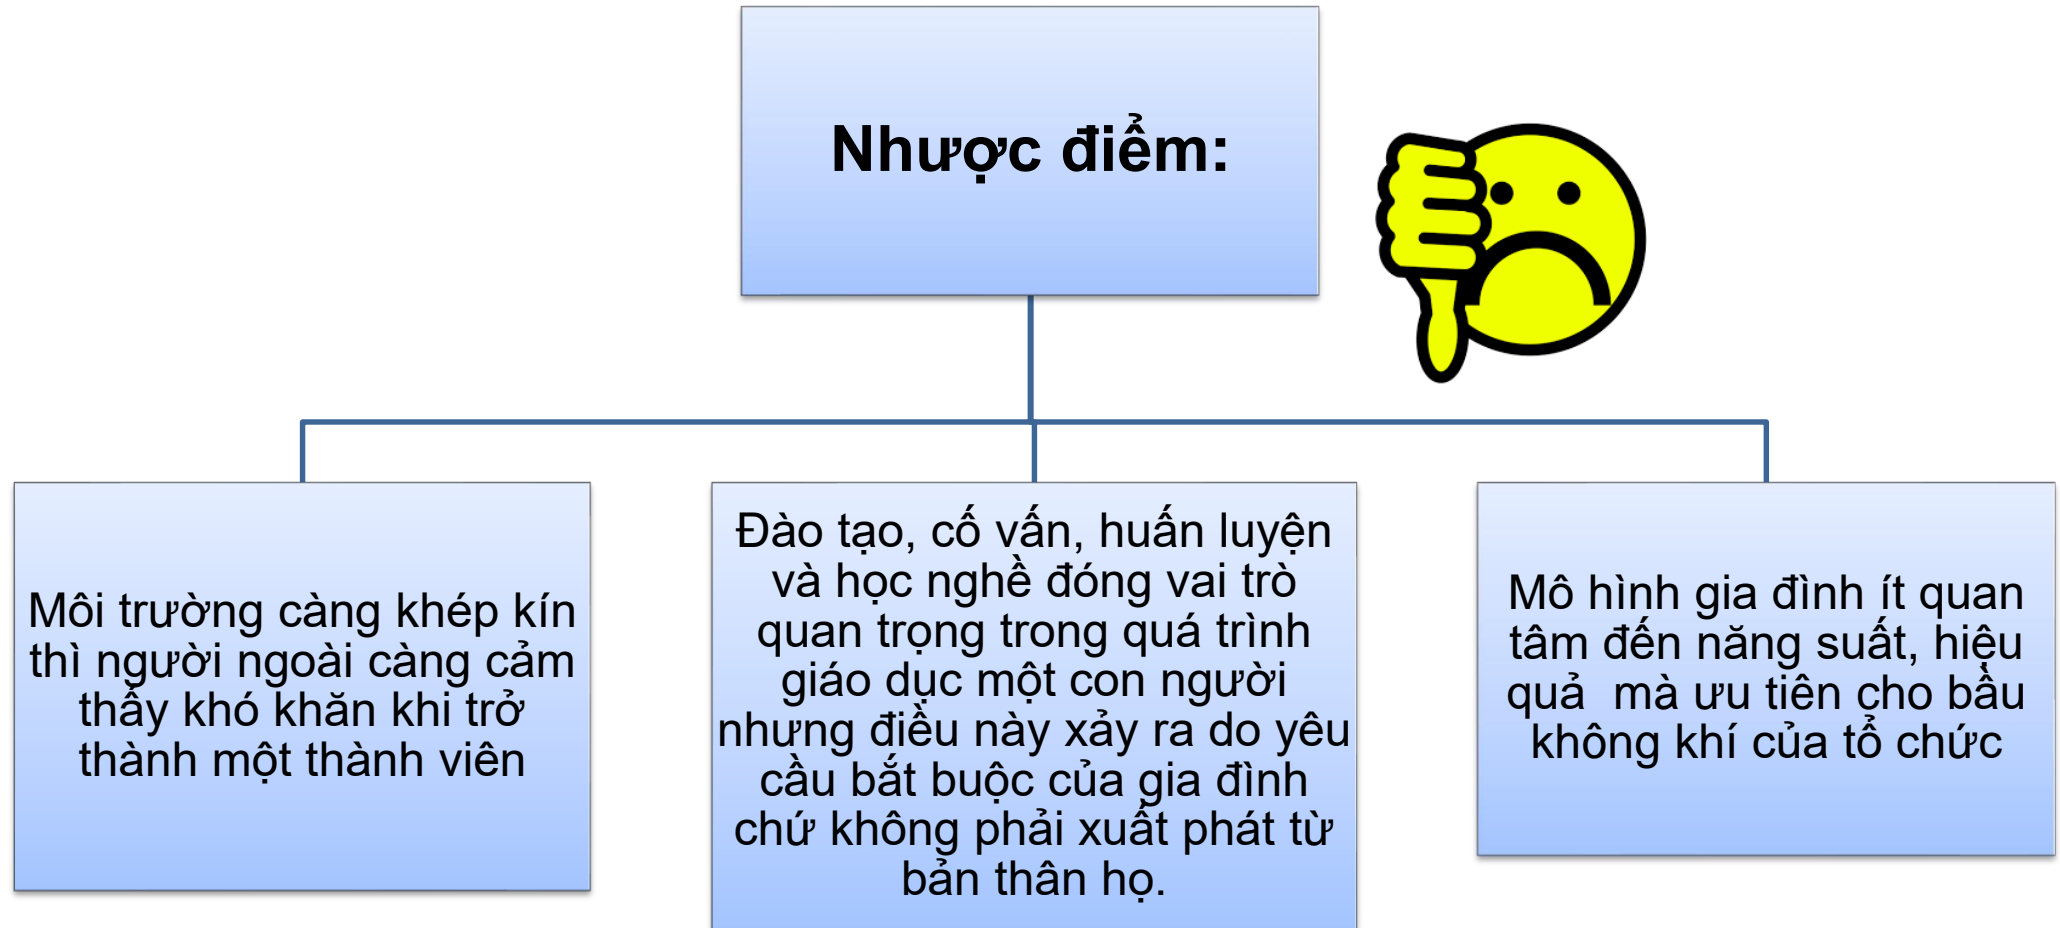 Nhược điểm:
Môi trường càng khép kín
thì người ngoài càng cảm
thấy khó khăn khi trở
thành một thành viên
Đào tạo, cố vấn, huấn luyện
và học nghề đóng vai trò
quan trọng trong quá trình
giáo dục một con người
nhưng điều này xảy ra do yêu
cầu bắt buộc của gia đình
chứ không phải xuất phát từ
bản thân họ.
Mô hình gia đình ít quan
tâm đến năng suất, hiệu
quả  mà ưu tiên cho bầu
không khí của tổ chức